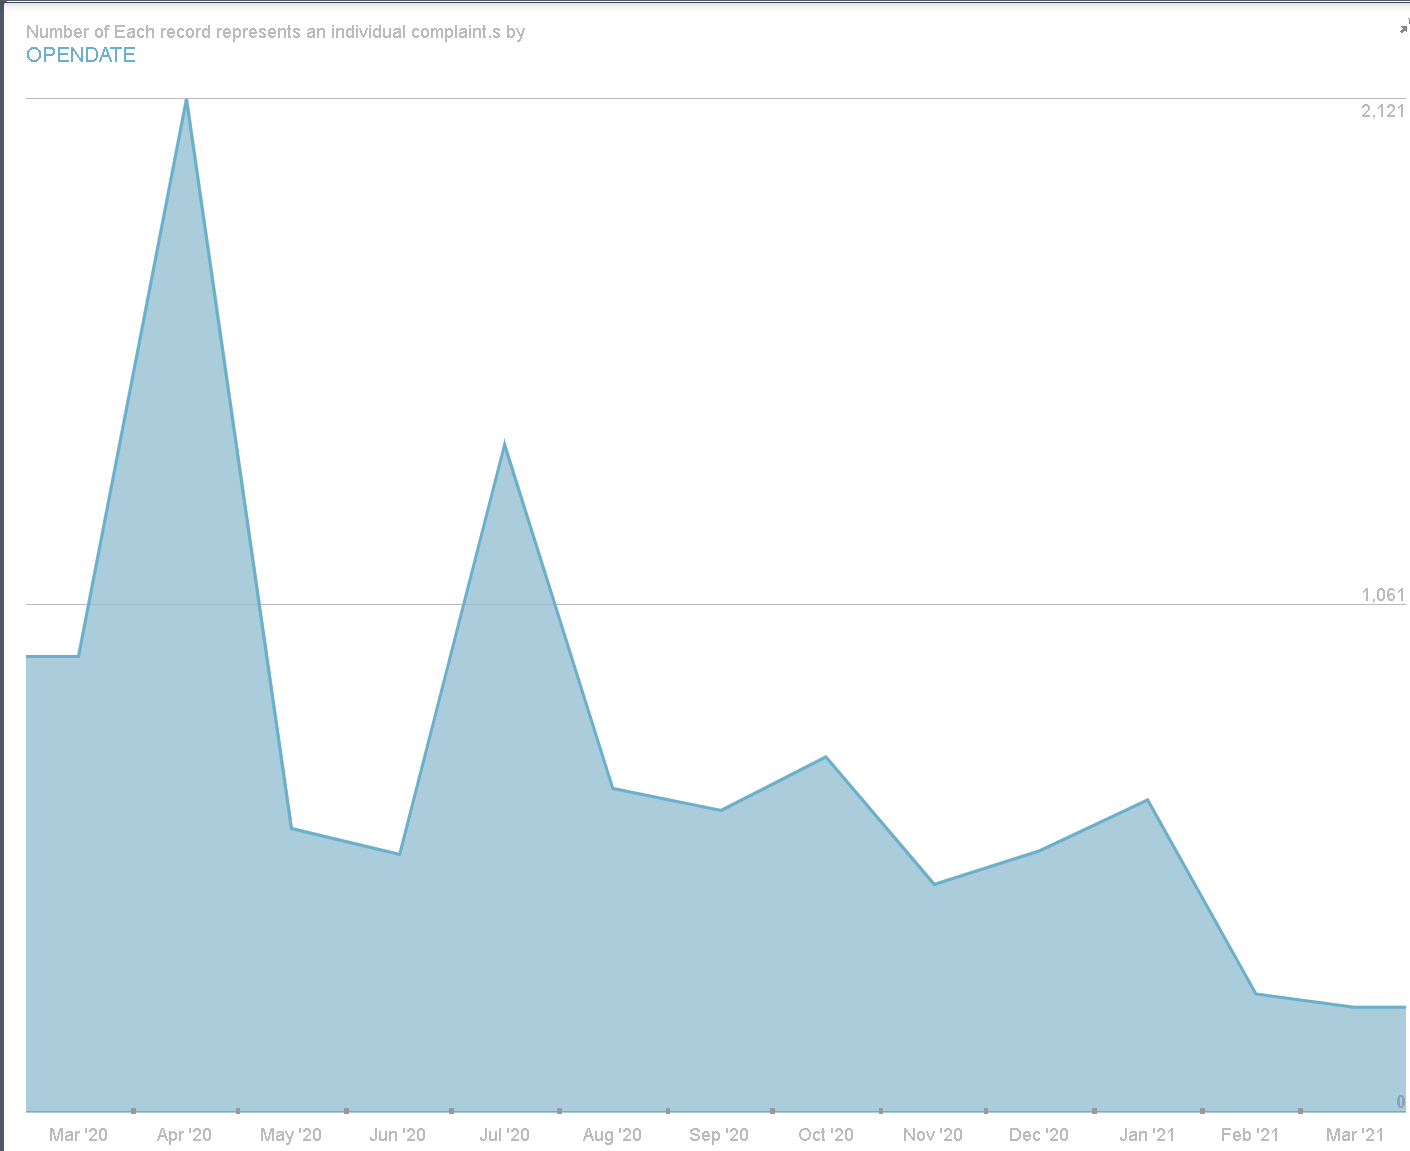 Number of Each record represents an individual complaint.s by
OPENDATE
2,121
1,061
0
Mar '20 Apr '20 May '20 Jun '20 Jul '20 Aug '20 Sep '20 Oct '20 Nov '20 Dec '20 Jan '21 Feb '21 Mar '21